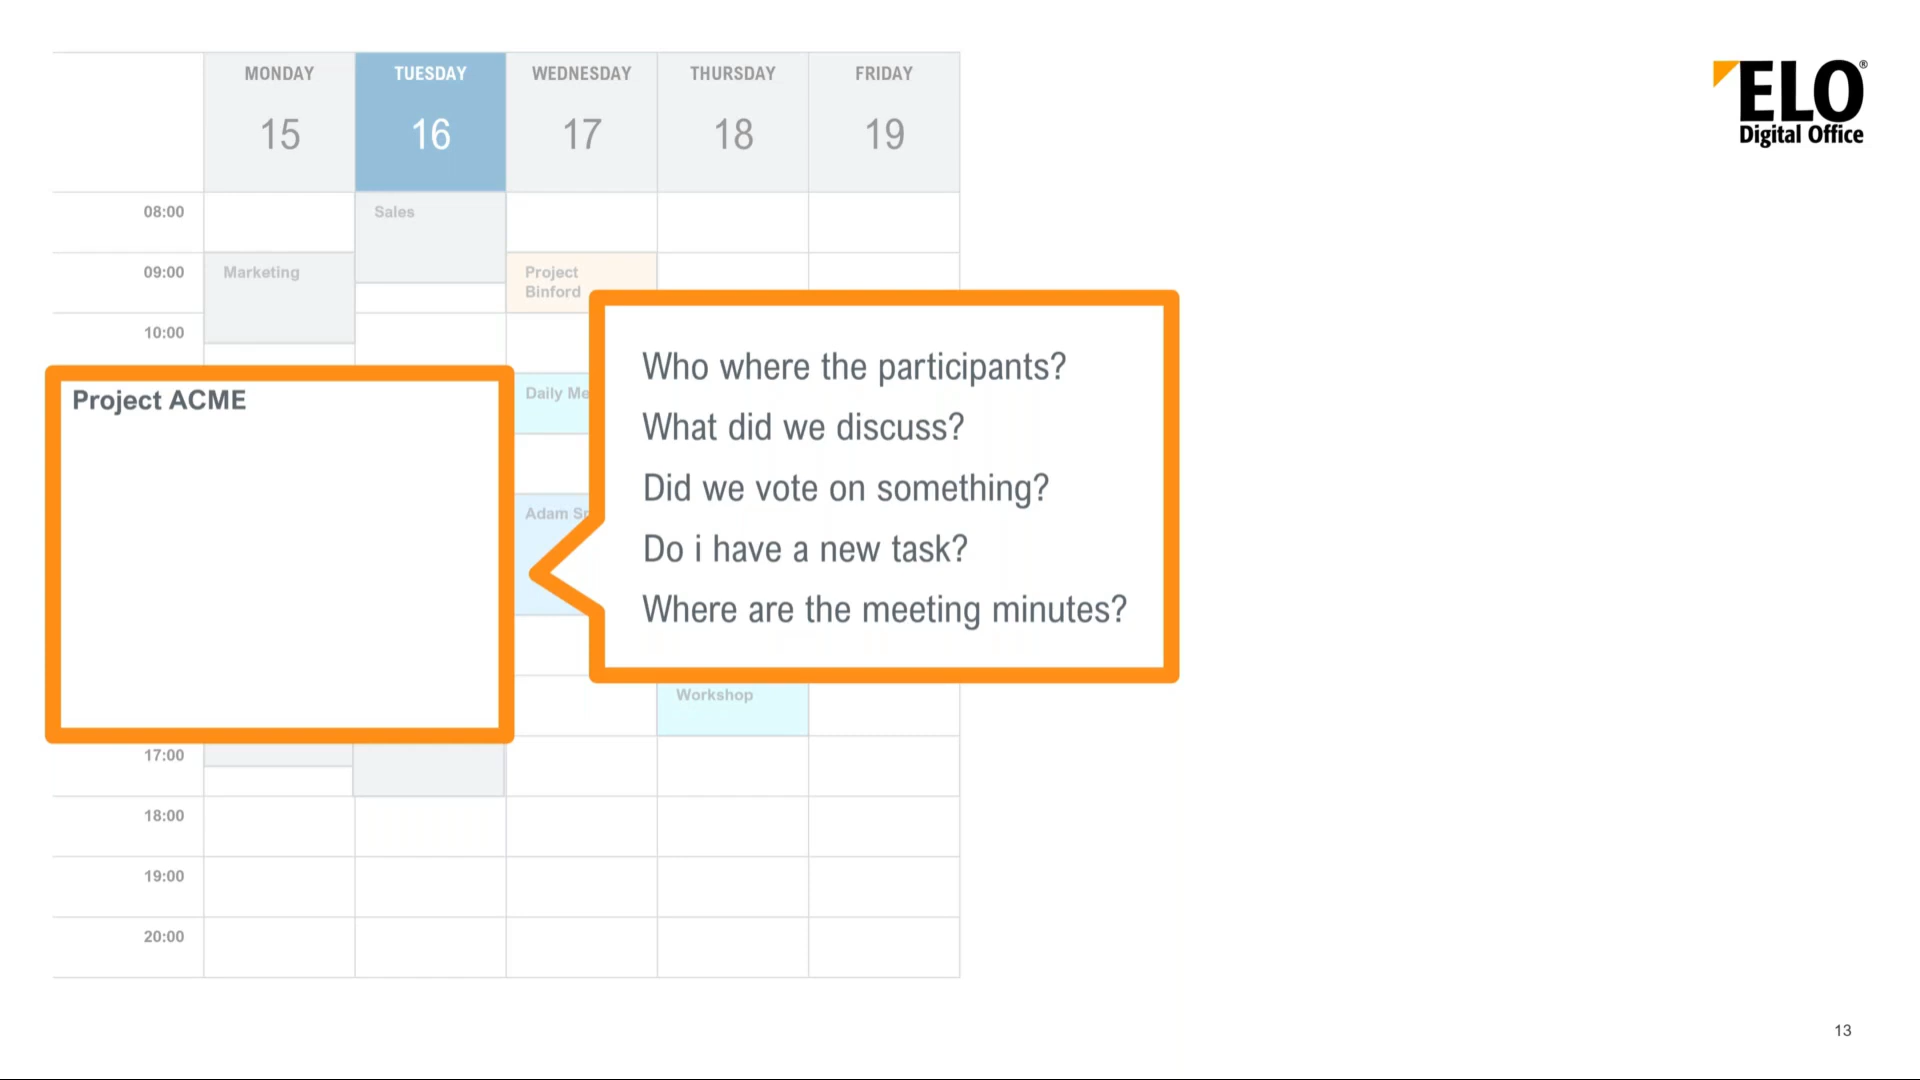 MONDAY TUESDAY WEDNESDAY THURSDAY FRIDAY
15 16 17 18 19
ELO®
Digital Office
08:00 Sales
09:00 Marketing Project
Binford
10:00
Project ACME
Daily
Adam
Who where the participants?
What did we discuss?
Did we vote on something?
Do i have a new task?
Where are the meeting minutes?
Workshop
17:00
18:00
19:00
20:00
13